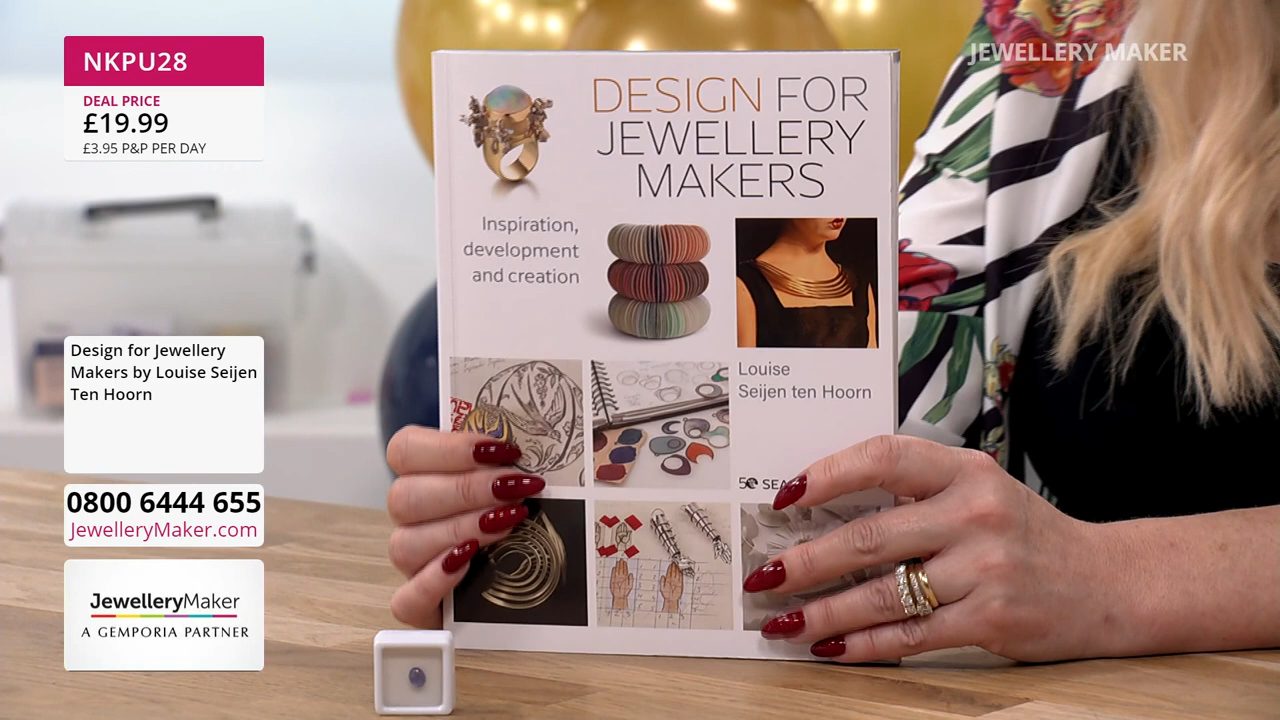 NKPU28
DEAL PRICE
£19.99
£3.95 P&P PER DAY
Design for Jewellery
Makers by Louise Seijen
Ten Hoorn
0800 6444 655
JewelleryMaker.com
JewelleryMaker
A GEMPORIA PARTNER
JEWELLERY MAKER
DESIGN FOR
JEWELLERY
MAKERS
Inspiration,
development
and creation
Louise
Seijen ten Hoorn